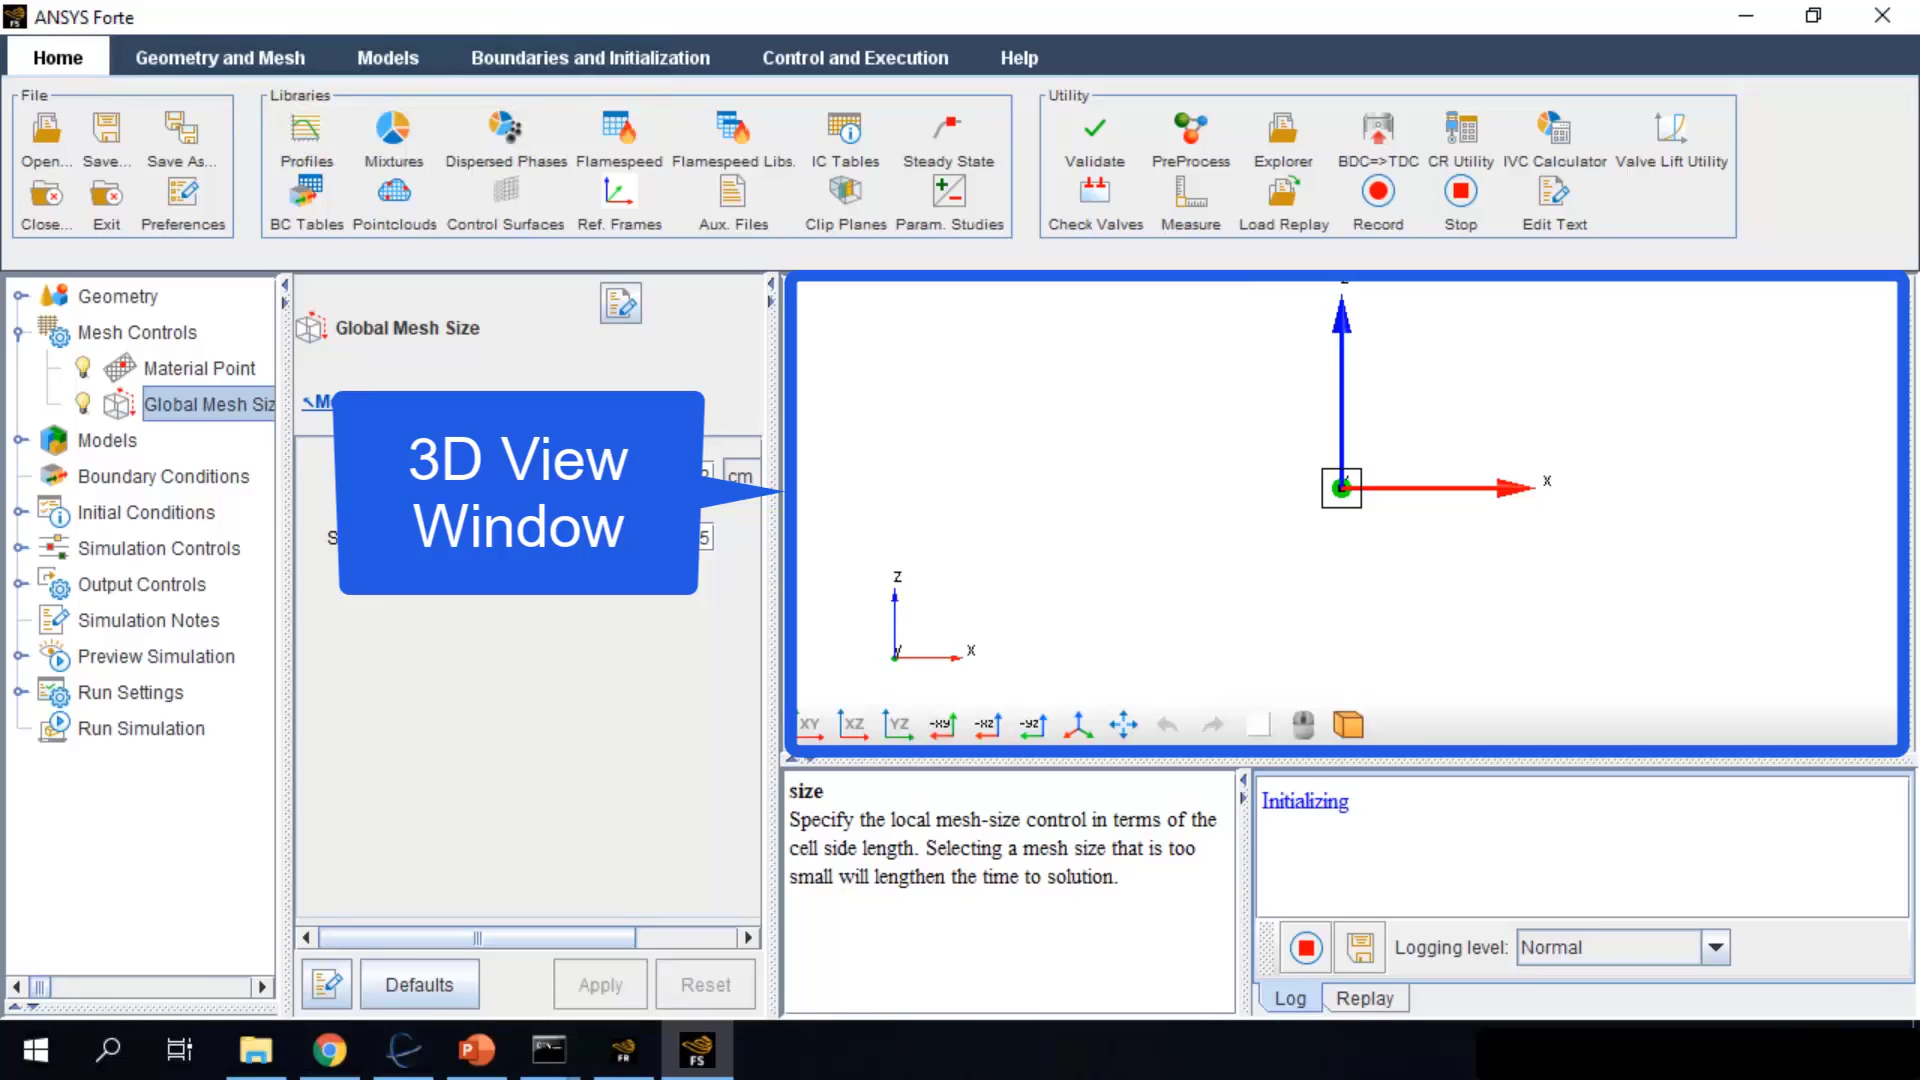 ANSYS Forte
Home Geometry and Mesh Models Boundaries and Initialization Control and Execution Help
File
Open... Save... Save As...
Close... Exit Preferences
Libraries
Profiles Mixtures Dispersed Phases Flamespeed Flamespeed Libs. IC Tables Steady State
BC Tables Pointclouds Control Surfaces Ref. Frames Aux. Files Clip Planes Param. Studies
Utility
Validate PreProcess Explorer BDC=>TDC CR Utility IVC Calculator Valve Lift Utility
Check Valves Measure Load Replay Record Stop Edit Text
Geometry
Mesh Controls
Material Point
Global Mesh Siz
Models
Boundary Conditions
Initial Conditions
Simulation Controls
Output Controls
Simulation Notes
Preview Simulation
Run Settings
Run Simulation
Global Mesh Size
cm
5
3D View
Window
Defaults Apply Reset
x
z
x
y
XY XZ YZ -xy -xz -yz
size
Specify the local mesh-size control in terms of the
cell side length. Selecting a mesh size that is too
small will lengthen the time to solution.
Initializing
Logging level: Normal
Log Replay
FR
FS